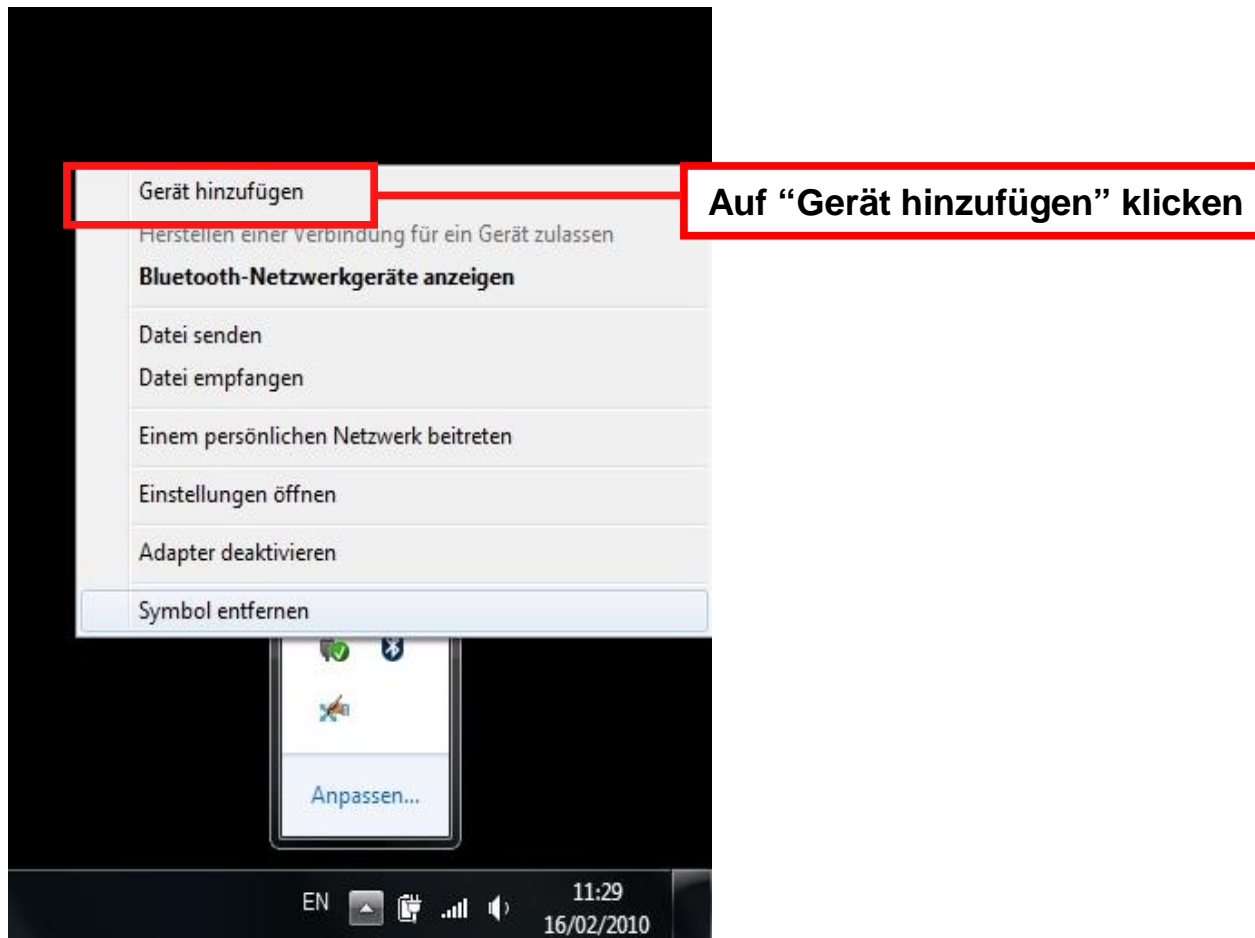 Gerät hinzufügen
Auf “Gerät hinzufügen” klicken
Herstellen einer Verbindung für ein Gerät zulassen
Bluetooth-Netzwerkgeräte anzeigen
Datei senden
Datei empfangen
Einem persönlichen Netzwerk beitreten
Einstellungen öffnen
Adapter deaktivieren
Symbol entfernen
Anpassen...
EN
11:29
16/02/2010